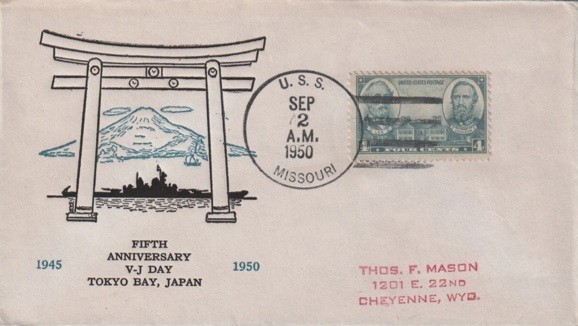 FIFTH
ANNIVERSARY
V-J DAY
TOKYO BAY, JAPAN
1945
1950
U.S.S.
SEP
2
A.M.
1950
MISSOURI
UNITED STATES POSTAGE
4 FOUR CENTS 4
THOS. F. MASON
1201 E. 22ND
CHEYENNE, WYO.